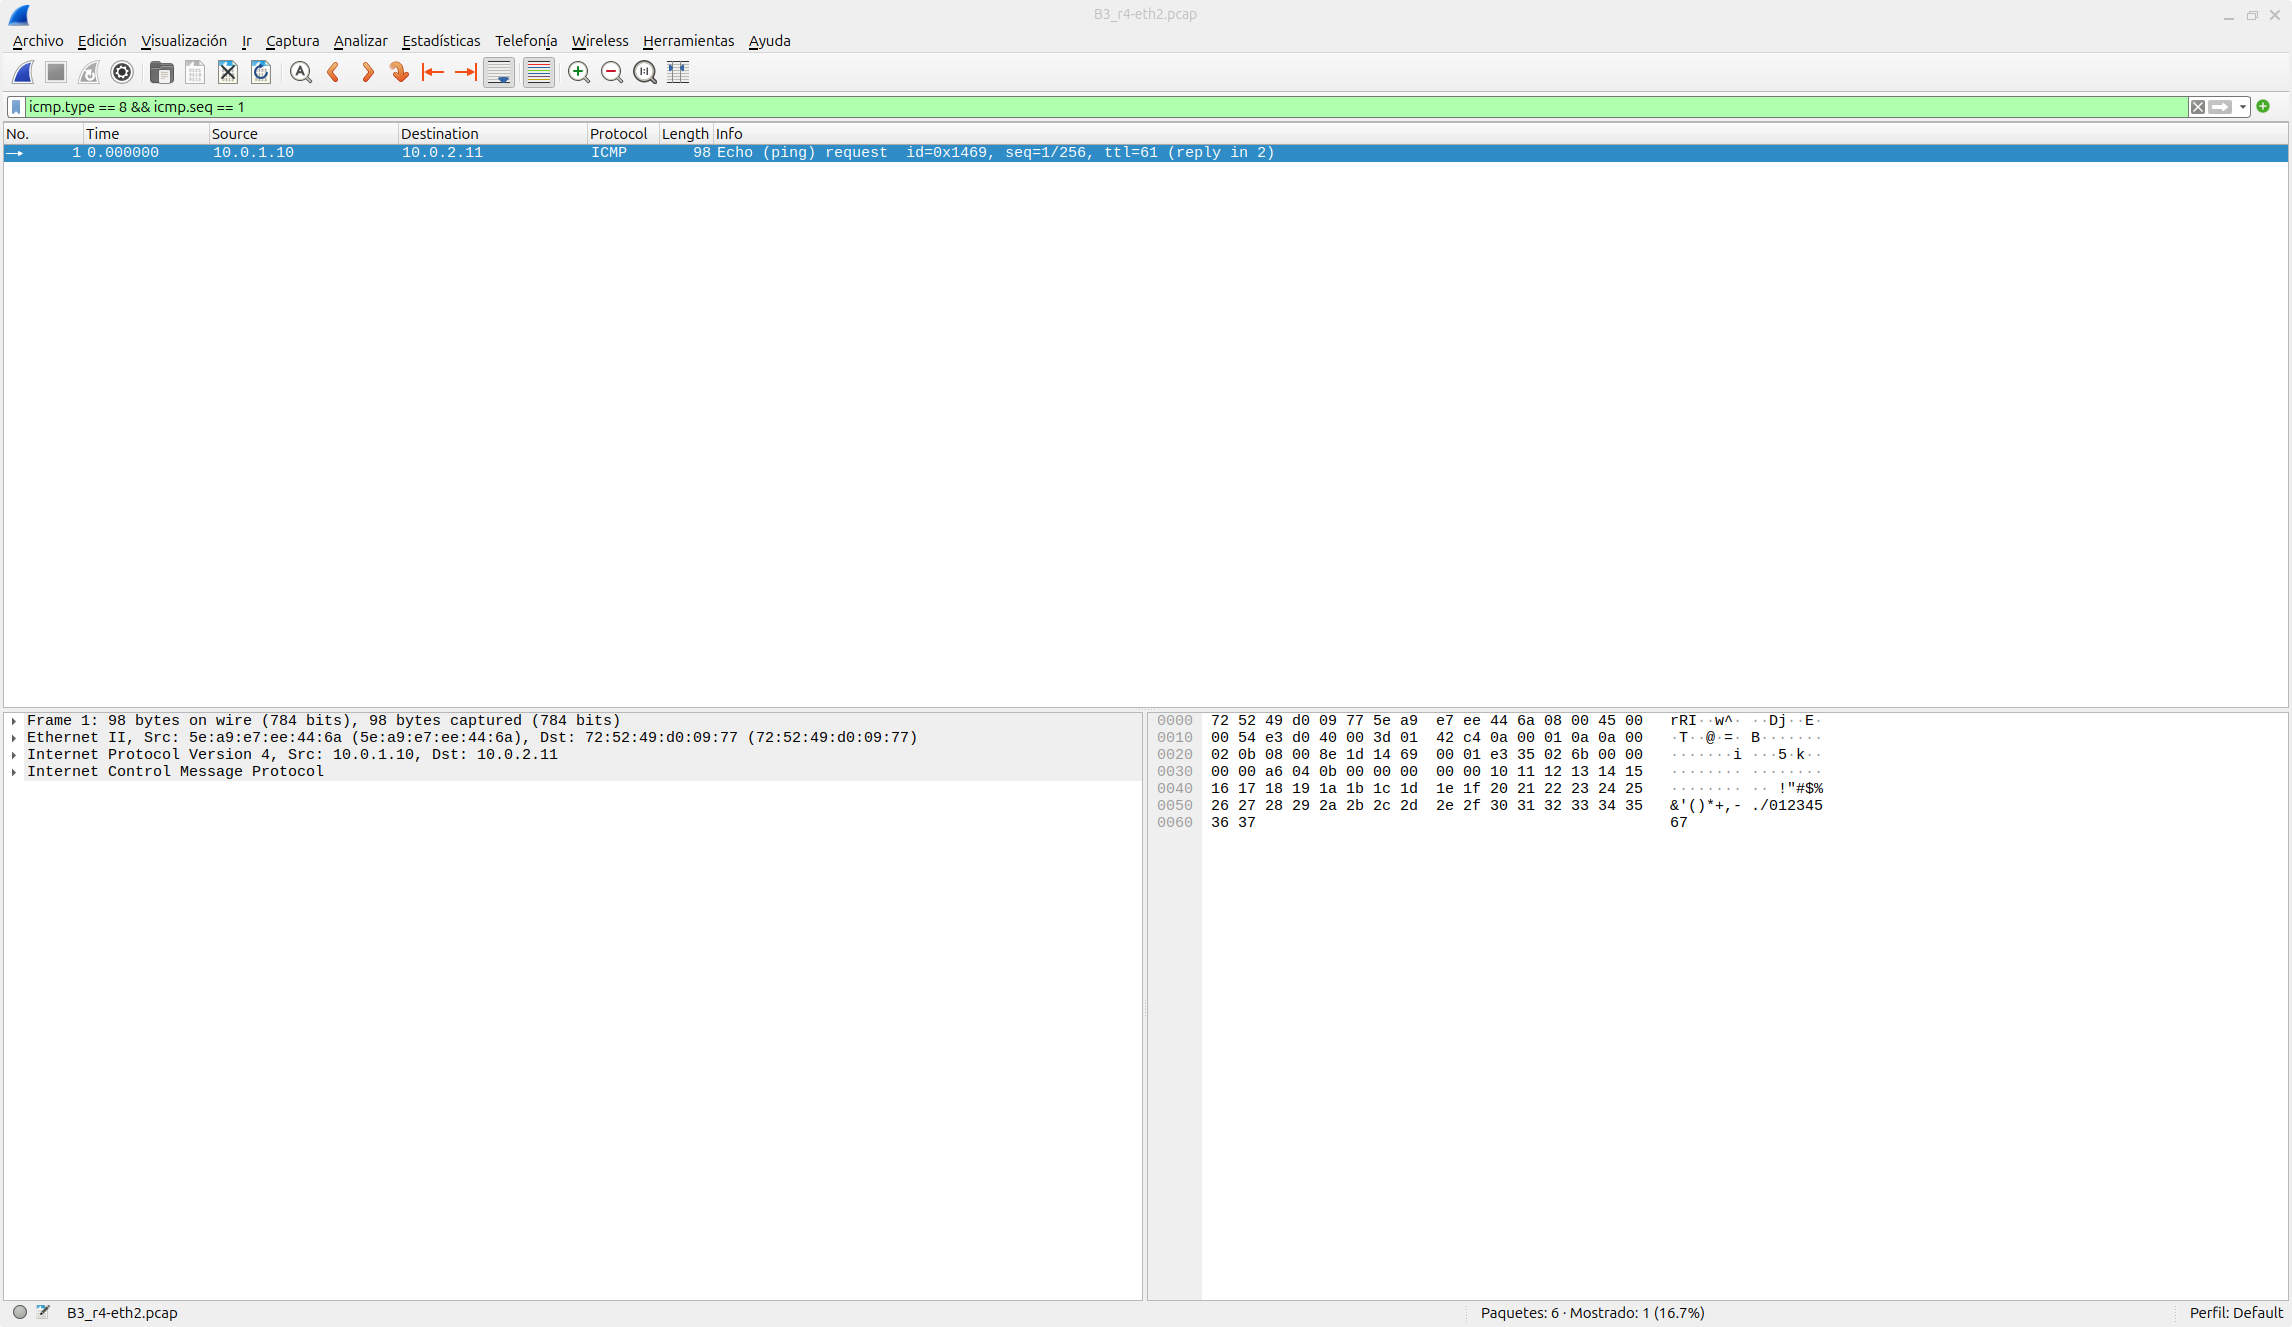 B3_r4-eth2.pcap
Archivo Edición Visualización Ir Captura Analizar Estadísticas Telefonía Wireless Herramientas Ayuda
icmp.type == 8 && icmp.seq == 1
No. Time Source Destination Protocol Length Info
1 0.000000 10.0.1.10 10.0.2.11 ICMP 98 Echo (ping) request id=0x1469, seq=1/256, ttl=61 (reply in 2)
Frame 1: 98 bytes on wire (784 bits), 98 bytes captured (784 bits)
Ethernet II, Src: 5e:a9:e7:ee:44:6a (5e:a9:e7:ee:44:6a), Dst: 72:52:49:d0:09:77 (72:52:49:d0:09:77)
Internet Protocol Version 4, Src: 10.0.1.10, Dst: 10.0.2.11
Internet Control Message Protocol
0000 72 52 49 d0 09 77 5e a9 e7 ee 44 6a 08 00 45 00 rRI··w^· ··Dj··E·
0010 00 54 e3 d0 40 00 3d 01 42 c4 0a 00 01 0a 0a 00 ·T··@·=· B·······
0020 02 0b 08 00 8e 1d 14 69 00 01 e3 35 02 6b 00 00 ·······i ···5·k··
0030 00 00 a6 04 0b 00 00 00 00 00 10 11 12 13 14 15 ········ ········
0040 16 17 18 19 1a 1b 1c 1d 1e 1f 20 21 22 23 24 25 ········ ·· !"#$%
0050 26 27 28 29 2a 2b 2c 2d 2e 2f 30 31 32 33 34 35 &'()*+,- ./012345
0060 36 37 67
B3_r4-eth2.pcap
Paquetes: 6 · Mostrado: 1 (16.7%)
Perfil: Default